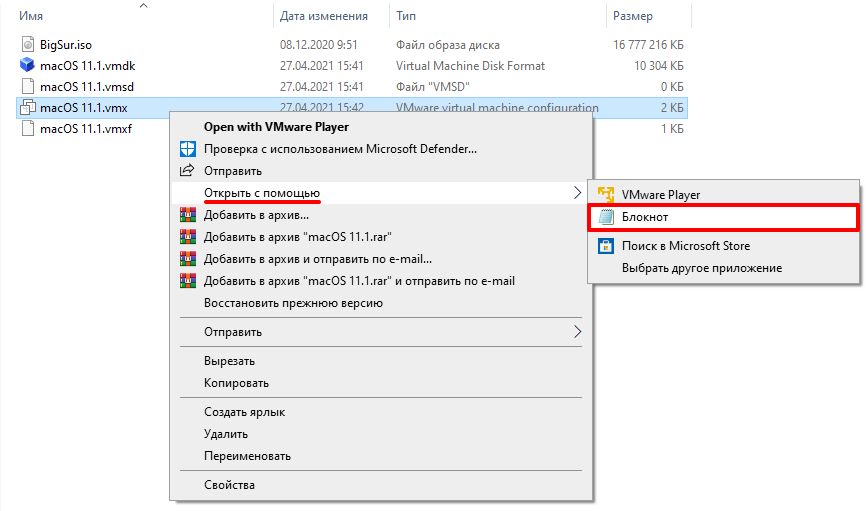 Имя Дата изменения Тип Размер
BigSur.iso 08.12.2020 9:51 Файл образа диска 16 777 216 КБ
macOS 11.1.vmdk 27.04.2021 15:41 Virtual Machine Disk Format 10 304 КБ
macOS 11.1.vmsd 27.04.2021 15:41 Файл "VMSD" 0 КБ
macOS 11.1.vmx 27.04.2021 15:42 VMware virtual machine configuration 2 КБ
macOS 11.1.vmxf 1 КБ
Open with VMware Player
Проверка с использованием Microsoft Defender...
Отправить
Открыть с помощью
Добавить в архив...
Добавить в архив "macOS 11.1.rar"
Добавить в архив и отправить по e-mail...
Добавить в архив "macOS 11.1.rar" и отправить по e-mail
Восстановить прежнюю версию
Отправить
Вырезать
Копировать
Создать ярлык
Удалить
Переименовать
Свойства
VMware Player
Блокнот
Поиск в Microsoft Store
Выбрать другое приложение